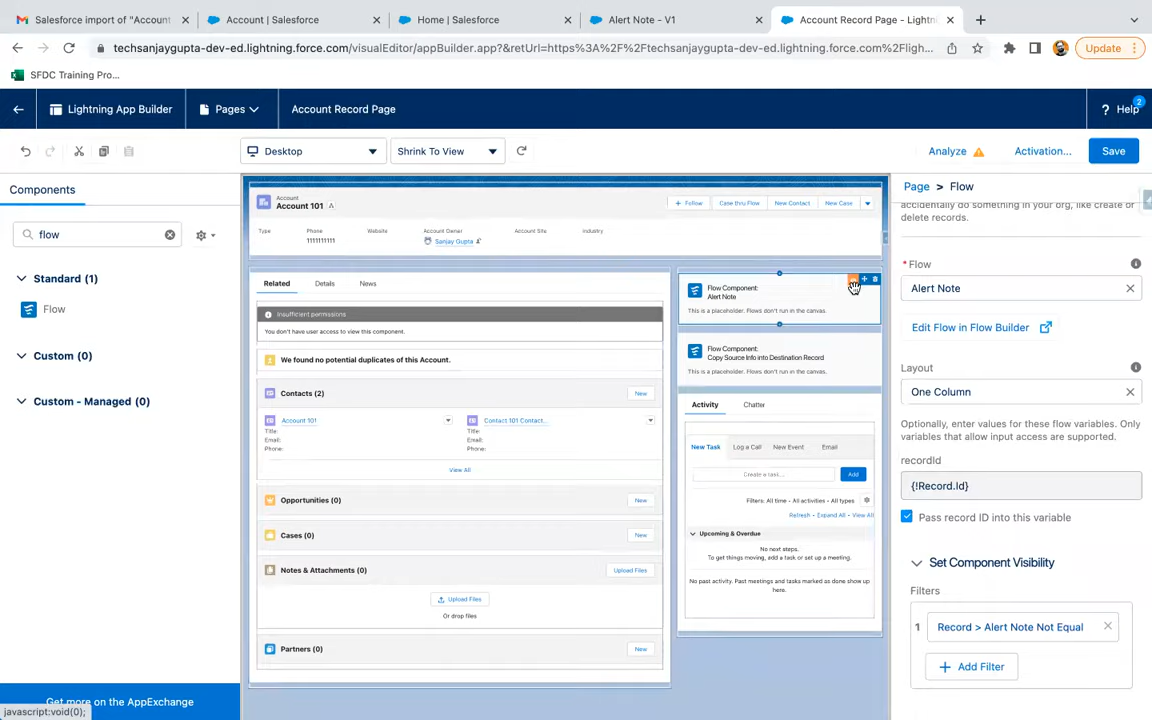 Salesforce import of "Account
Account | Salesforce
Home | Salesforce
Alert Note - V1
Account Record Page - Lightni
techsanjaygupta-dev-ed.lightning.force.com/visualEditor/appBuilder.app?&retUrl=https%3A%2F%2Ftechsanjaygupta-dev-ed.lightning.force.com%2Fligh...
Update
SFDC Training Pro...
Lightning App Builder
Pages
Account Record Page
? Help
2
Desktop
Shrink To View
Analyze
Activation...
Save
Components
flow
Standard (1)
Flow
Custom (0)
Custom - Managed (0)
Get more on the AppExchange
javascript:void(0);
Account
Account 101
+ Follow
Case thru Flow
New Contact
New Case
Type
Phone
Website
Account Owner
Account Site
Industry
1111111111
Sanjay Gupta
Related
Details
News
Insufficient permissions
You don't have user access to view this component.
We found no potential duplicates of this Account.
Contacts (2)
New
Account 101
Contact 101 Contact...
Title:
Email:
Phone:
Title:
Email:
Phone:
View All
Opportunities (0)
New
Cases (0)
New
Notes & Attachments (0)
Upload Files
Upload Files
Or drop files
Partners (0)
New
Flow Component:
Alert Note
This is a placeholder. Flows don't run in the canvas.
Flow Component:
Copy Source Info into Destination Record
This is a placeholder. Flows don't run in the canvas.
Activity
Chatter
New Task
Log a Call
New Event
Email
Create a task...
Add
Filters: All time • All activities • All types
Refresh • Expand All • View All
Upcoming & Overdue
No next steps.
To get things moving, add a task or set up a meeting.
No past activity. Past meetings and tasks marked as done show up
here.
Page > Flow
accidentally do something in your org, like create or
delete records.
* Flow
Alert Note
Edit Flow in Flow Builder
Layout
One Column
Optionally, enter values for these flow variables. Only
variables that allow input access are supported.
recordId
{!Record.Id}
Pass record ID into this variable
Set Component Visibility
Filters
1
Record > Alert Note Not Equal
+ Add Filter